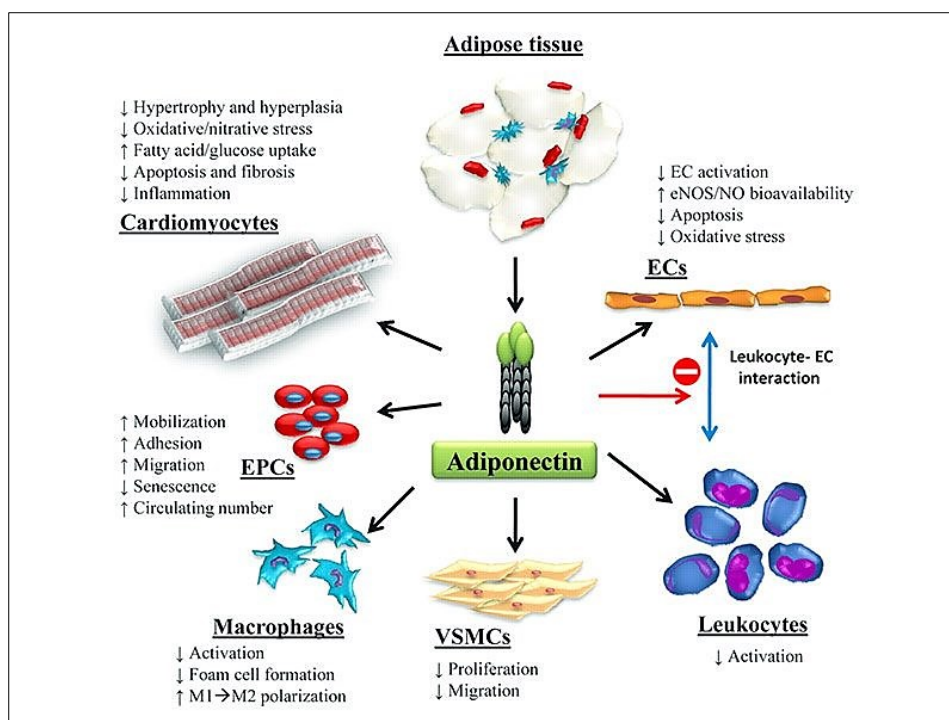 Adipose tissue
↓ Hypertrophy and hyperplasia
↓ Oxidative/nitrative stress
↑ Fatty acid/glucose uptake
↓ Apoptosis and fibrosis
↓ Inflammation
Cardiomyocytes
↓ EC activation
↑ eNOS/NO bioavailability
↓ Apoptosis
↓ Oxidative stress
ECs
Leukocyte- EC
interaction
↑ Mobilization
↑ Adhesion
↑ Migration
↓ Senescence
↑ Circulating number
EPCs
Adiponectin
Macrophages
↓ Activation
↓ Foam cell formation
↑ M1→M2 polarization
VSMCs
↓ Proliferation
↓ Migration
Leukocytes
↓ Activation